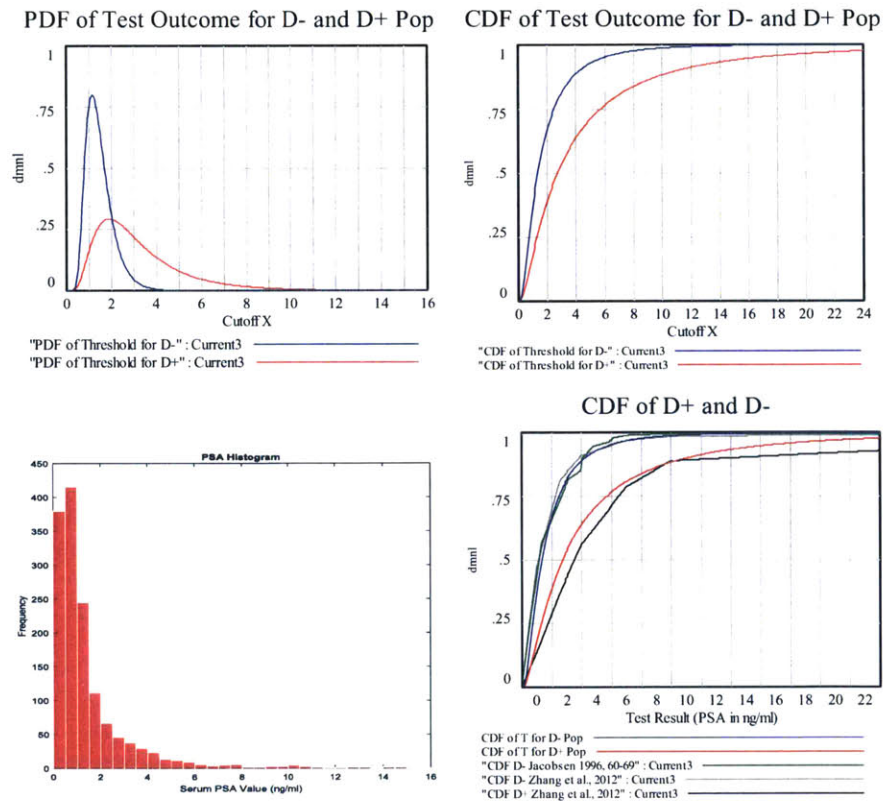 PDF of Test Outcome for D- and D+ Pop
1
.75
.5
.25
0
dmnl
0 2 4 6 8 10 12 14 16
Cutoff X
"PDF of Threshold for D-" : Current3
"PDF of Threshold for D+" : Current3
CDF of Test Outcome for D- and D+ Pop
1
.75
.5
.25
0
dmnl
0 2 4 6 8 10 12 14 16 18 20 22 24
Cutoff X
"CDF of Threshold for D-" : Current3
"CDF of Threshold for D+" : Current3
PSA Histogram
450
400
350
300
250
200
150
100
50
0
Frequency
0 2 4 6 8 10 12 14 16
Serum PSA Value (ng/ml)
CDF of D+ and D-
1
.75
.5
.25
0
dmnl
0 2 4 6 8 10 12 14 16 18 20 22
Test Result (PSA in ng/ml)
CDF of T for D- Pop
CDF of T for D+ Pop
"CDF D- Jacobsen 1996, 60-69" : Current3
"CDF D- Zhang et al., 2012" : Current3
"CDF D+ Zhang et al., 2012" : Current3